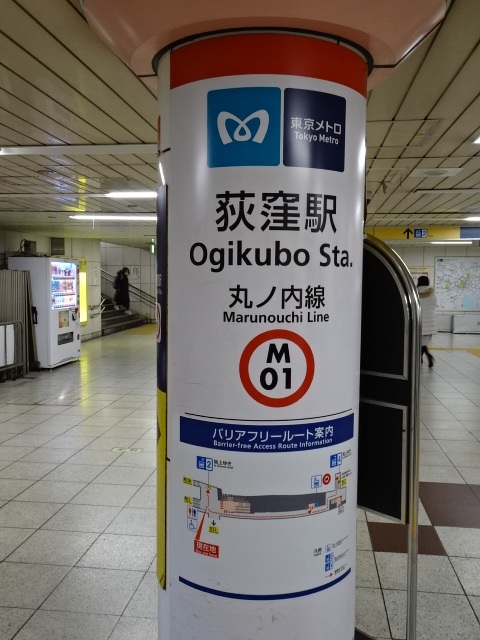 東京メトロ
Tokyo Metro
荻窪駅
Ogikubo Sta.
丸ノ内線
Marunouchi Line
M
01
バリアフリールート案内
Barrier-free Access Route Information
2
現在地